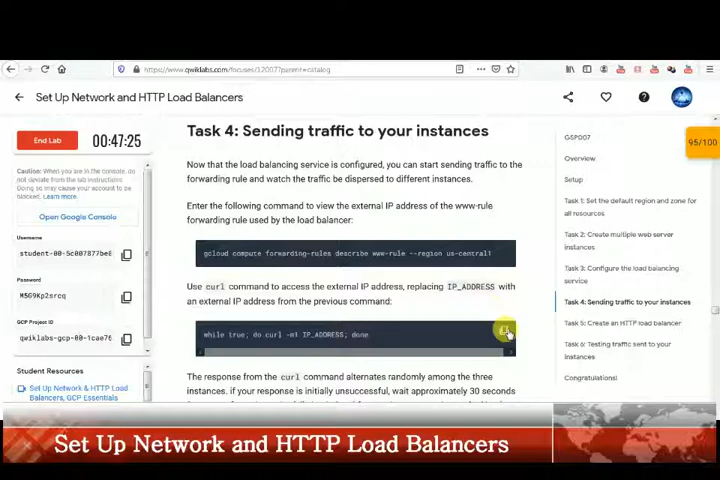 https://www.qwiklabs.com/focuses/12007?parent=catalog
Set Up Network and HTTP Load Balancers
End Lab
00:47:25
Caution: When you are in the console, do
not deviate from the lab instructions.
Doing so may cause your account to be
blocked. Learn more.
Open Google Console
Username
student-00-5c007877be8
Password
M5G9Kp2srcq
GCP Project ID
qwiklabs-gcp-00-1cae76
Student Resources
Set Up Network & HTTP Load
Balancers, GCP Essentials
Task 4: Sending traffic to your instances
Now that the load balancing service is configured, you can start sending traffic to the
forwarding rule and watch the traffic be dispersed to different instances.
Enter the following command to view the external IP address of the www-rule
forwarding rule used by the load balancer:
gcloud compute forwarding-rules describe www-rule --region us-central1
Use curl command to access the external IP address, replacing IP_ADDRESS with
an external IP address from the previous command:
while true; do curl -m1 IP_ADDRESS; done
The response from the curl command alternates randomly among the three
instances. if your response is initially unsuccessful, wait approximately 30 seconds
95/100
GSP007
Overview
Setup
Task 1: Set the default region and zone for
all resources
Task 2: Create multiple web server
instances
Task 3: Configure the load balancing
service
Task 4: Sending traffic to your instances
Task 5: Create an HTTP load balancer
Task 6: Testing traffic sent to your
instances
Congratulations!
Set Up Network and HTTP Load Balancers